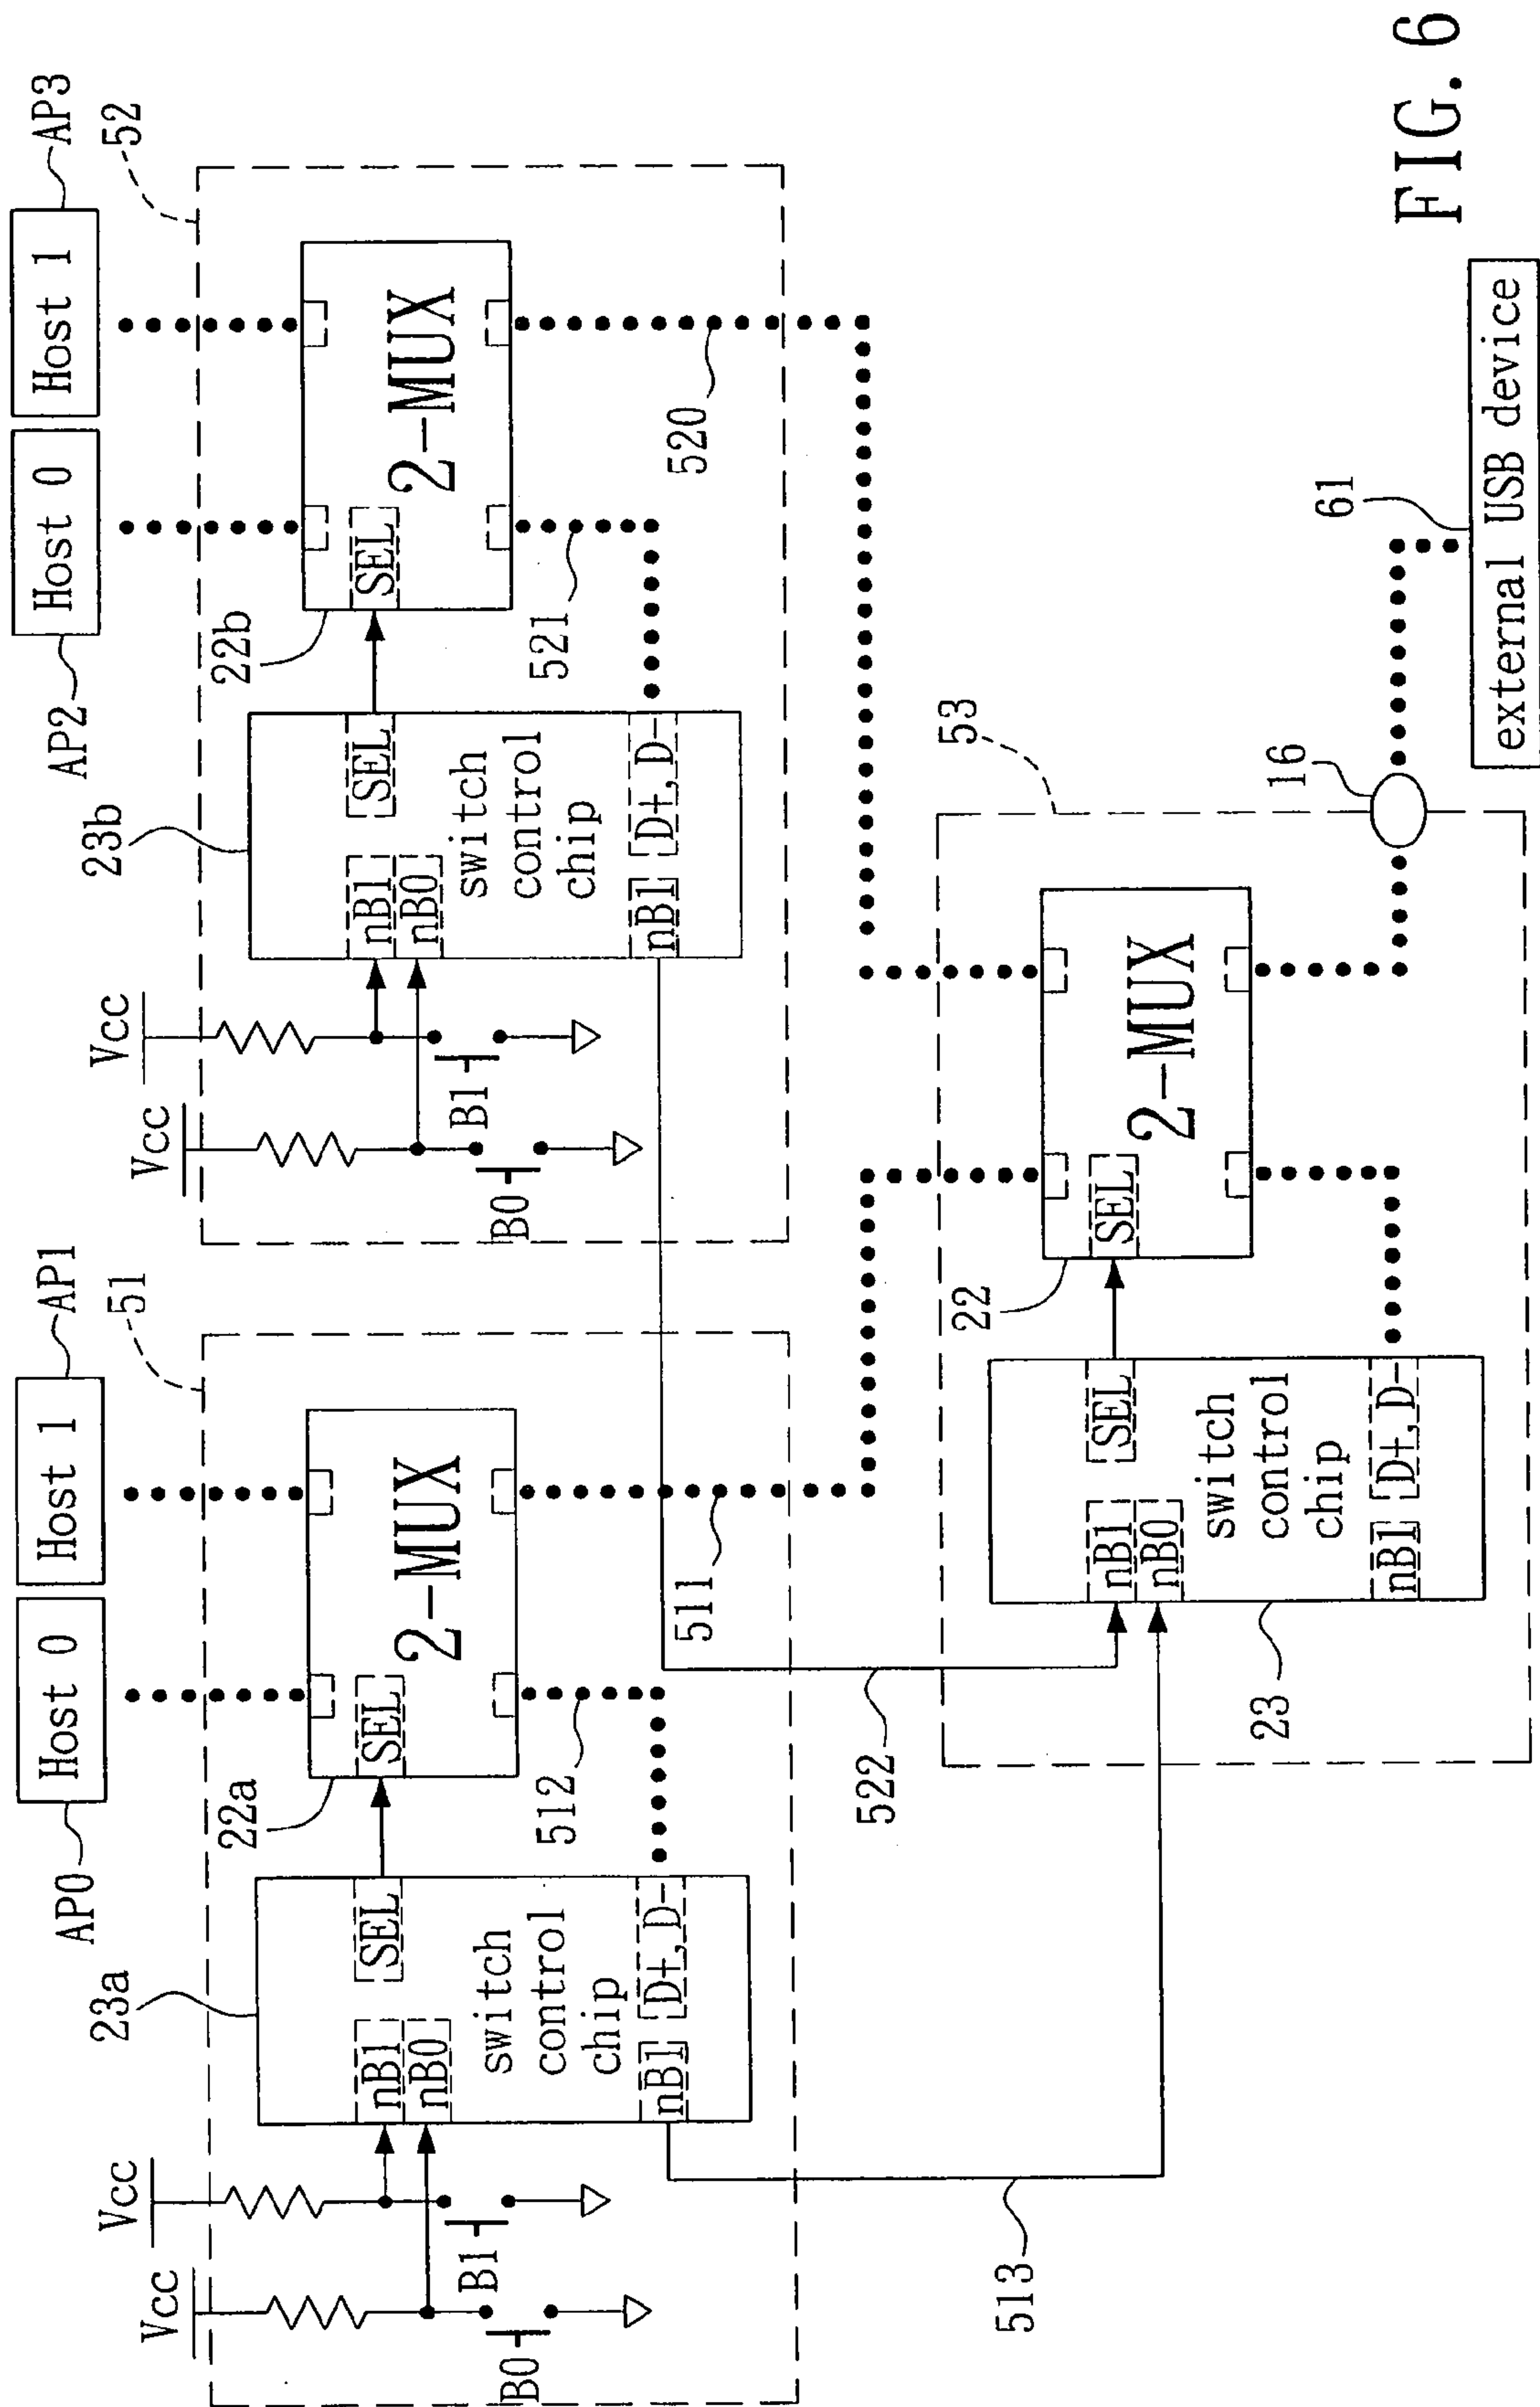 Host 0
Host 1
AP0
AP1
51
Vcc
Vcc
B0
B1
23a
nB1
nB0
SEL
switch
control
chip
nB1
D+, D-
22a
SEL
2-MUX
512
511
513
Host 0
Host 1
AP2
AP3
52
Vcc
Vcc
B0
B1
23b
nB1
nB0
SEL
switch
control
chip
nB1
D+, D-
22b
SEL
2-MUX
521
520
522
53
nB1
nB0
SEL
switch
control
chip
nB1
D+, D-
23
22
SEL
2-MUX
16
61
external USB device
FIG. 6